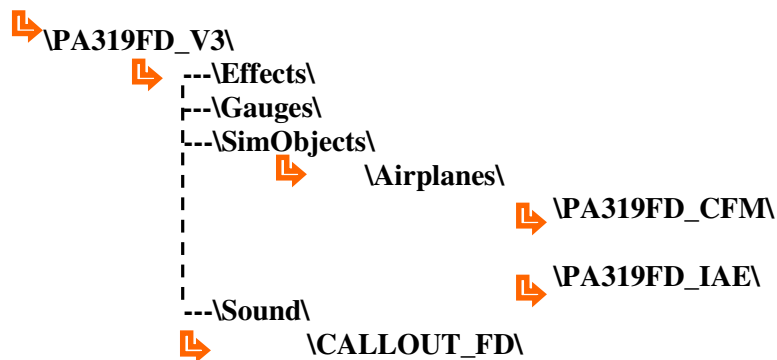 \PA319FD_V3\
---\Effects\
---\Gauges\
---\SimObjects\
\Airplanes\
\PA319FD_CFM\
\PA319FD_IAE\
---\Sound\
\CALLOUT_FD\